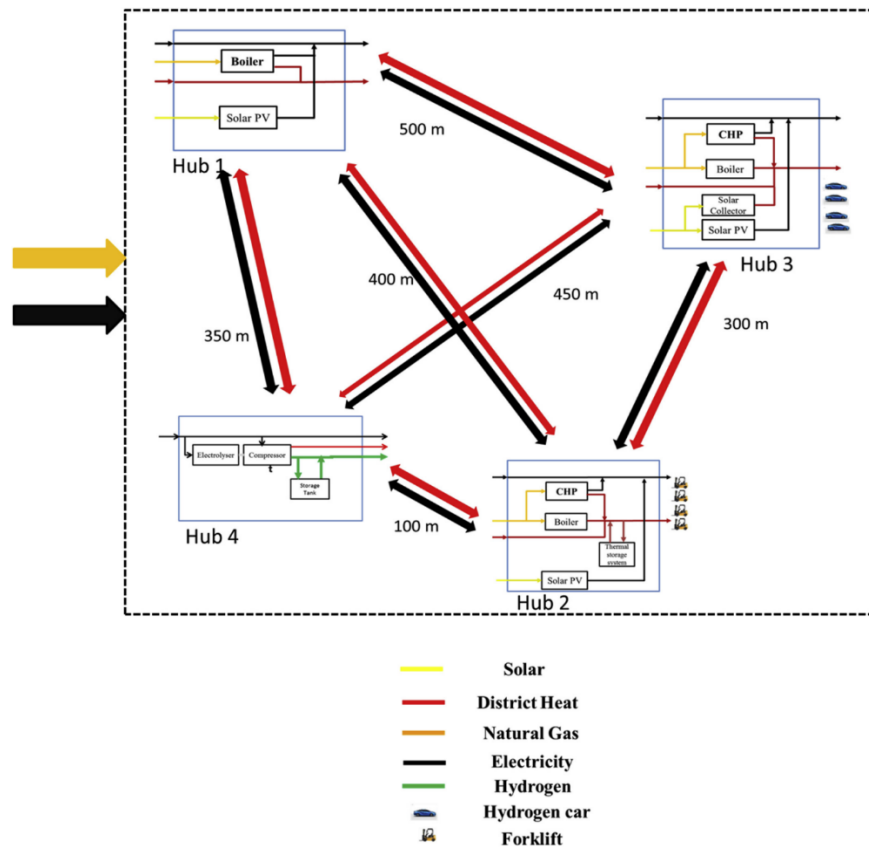 Boiler
Solar PV
Hub 1
500 m
CHP
Boiler
Solar
Collector
Solar PV
Hub 3
400 m
450 m
300 m
350 m
Electrolyser
Compressor
t
Storage
Tank
Hub 4
100 m
CHP
Boiler
Thermal
storage
system
Solar PV
Hub 2
Solar
District Heat
Natural Gas
Electricity
Hydrogen
Hydrogen car
Forklift